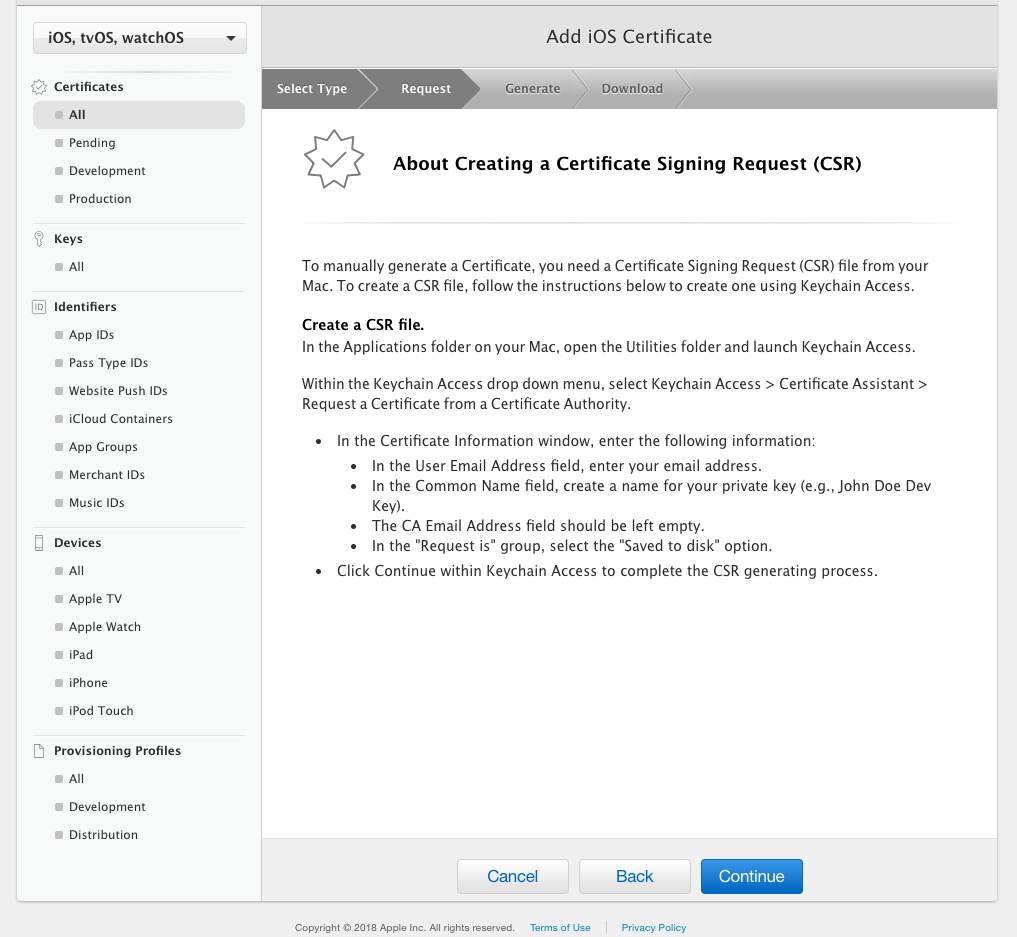 iOS, tvOS, watchOS
Certificates
All
Pending
Development
Production
Keys
All
Identifiers
App IDs
Pass Type IDs
Website Push IDs
iCloud Containers
App Groups
Merchant IDs
Music IDs
Devices
All
Apple TV
Apple Watch
iPad
iPhone
iPod Touch
Provisioning Profiles
All
Development
Distribution
Add iOS Certificate
Select Type Request Generate Download
About Creating a Certificate Signing Request (CSR)
To manually generate a Certificate, you need a Certificate Signing Request (CSR) file from your
Mac. To create a CSR file, follow the instructions below to create one using Keychain Access.
Create a CSR file.
In the Applications folder on your Mac, open the Utilities folder and launch Keychain Access.
Within the Keychain Access drop down menu, select Keychain Access > Certificate Assistant >
Request a Certificate from a Certificate Authority.
• In the Certificate Information window, enter the following information:
• In the User Email Address field, enter your email address.
• In the Common Name field, create a name for your private key (e.g., John Doe Dev
Key).
• The CA Email Address field should be left empty.
• In the "Request is" group, select the "Saved to disk" option.
• Click Continue within Keychain Access to complete the CSR generating process.
Cancel Back Continue
Copyright © 2018 Apple Inc. All rights reserved. Terms of Use Privacy Policy